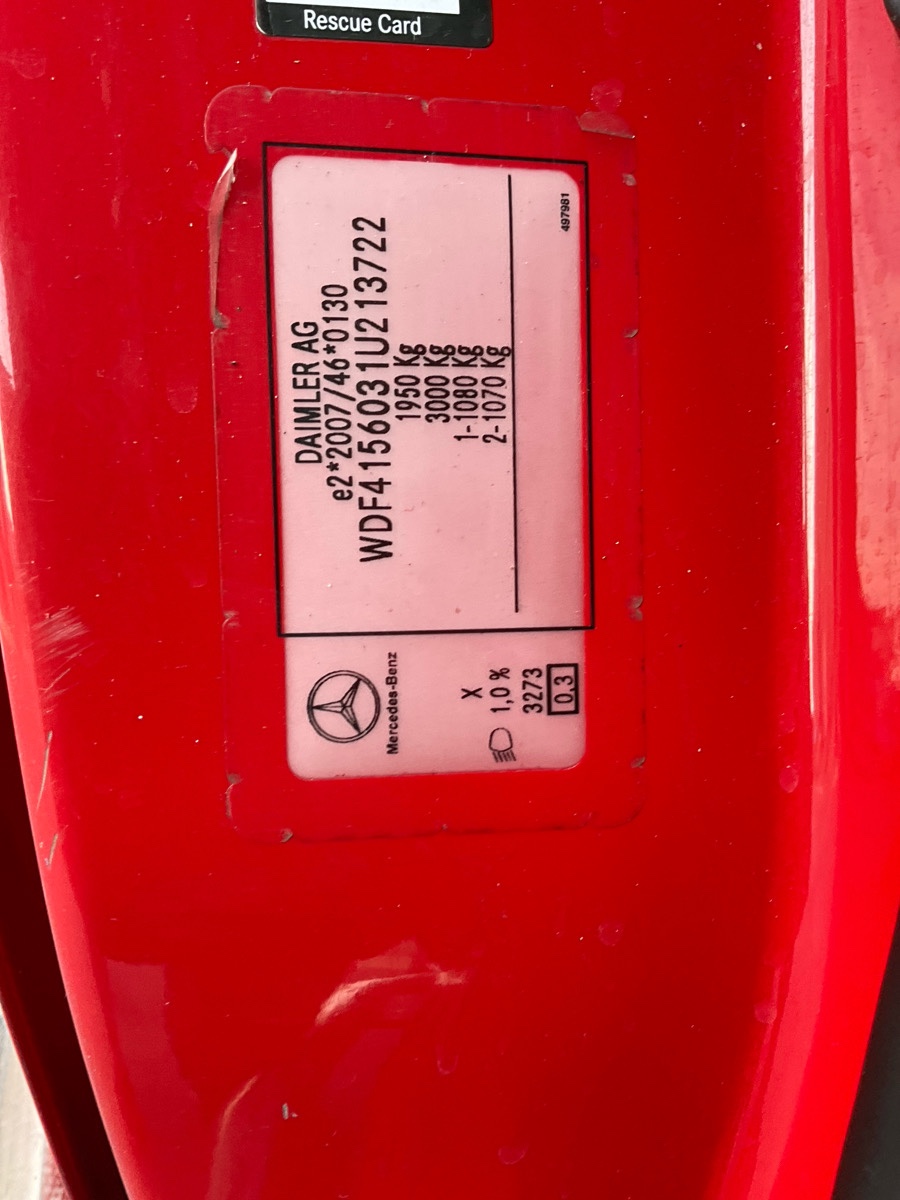 Rescue Card
DAIMLER AG
e2*2007/46*0130
WDF4156031U213722
1950 Kg
3000 Kg
1-1080 Kg
2-1070 Kg
497981
Mercedes-Benz
X
1,0 %
3273
0.3